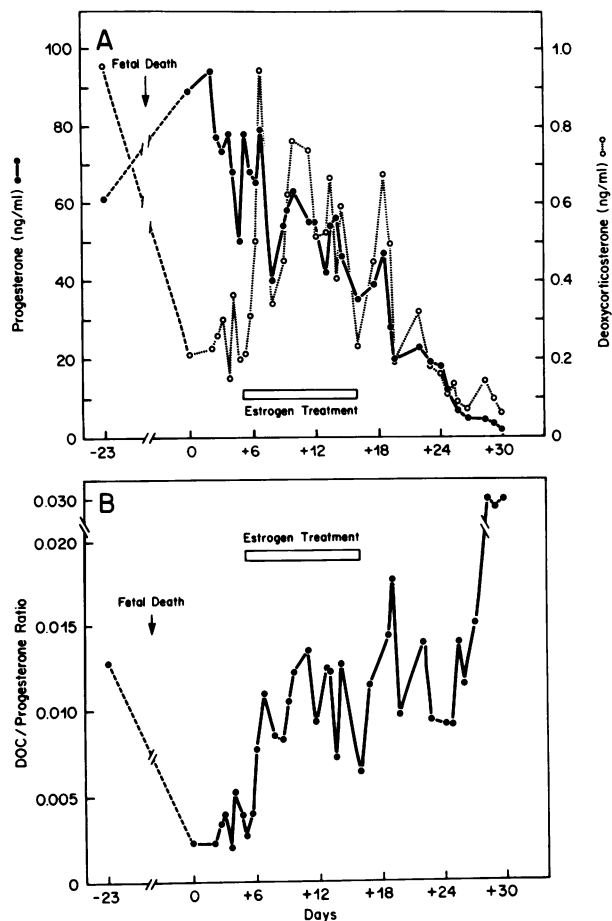 A
Fetal Death
100
80
60
40
20
0
Progesterone (ng/ml)
1.0
0.8
0.6
0.4
0.2
0
Deoxycorticosterone (ng/ml)
Estrogen Treatment
-23 0 +6 +12 +18 +24 +30
B
Estrogen Treatment
Fetal Death
0.030
0.020
0.015
0.010
0.005
0
DOC/Progesterone Ratio
-23 0 +6 +12 +18 +24 +30
Days